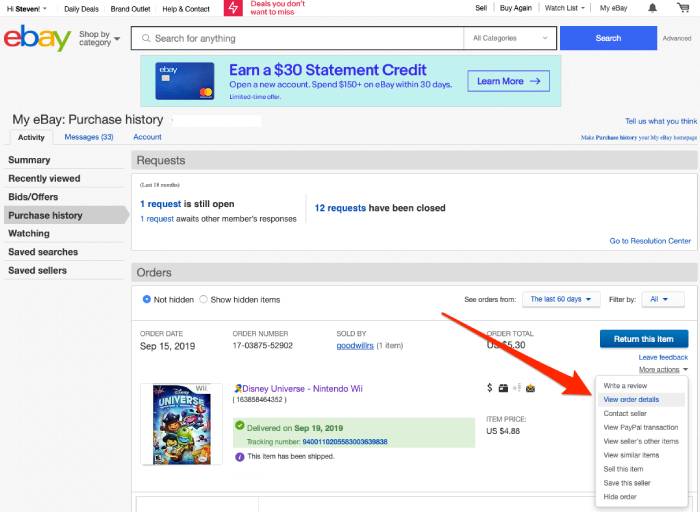 Hi Steven!
Daily Deals
Brand Outlet
Help & Contact
Deals you don't
want to miss
Sell
Buy Again
Watch List
My eBay
ebay
Shop by
category
Search for anything
All Categories
Search
Advanced
ebay
Earn a $30 Statement Credit
Open a new account. Spend $150+ on eBay within 30 days.
Limited-time offer.
Learn More
My eBay: Purchase history
Tell us what you think
Activity
Messages (33)
Account
Make Purchase history your My eBay homepage
Summary
Recently viewed
Bids/Offers
Purchase history
Watching
Saved searches
Saved sellers
Requests
(Last 18 months)
1 request is still open
1 request awaits other member's responses
12 requests have been closed
Go to Resolution Center
Orders
Not hidden
Show hidden items
See orders from:
The last 60 days
Filter by:
All
ORDER DATE
Sep 15, 2019
ORDER NUMBER
17-03875-52902
SOLD BY
goodwillrs (1 item)
ORDER TOTAL
US $5.30
Return this item
Leave feedback
More actions
Write a review
View order details
Contact seller
View PayPal transaction
View seller's other items
View similar items
Sell this item
Save this seller
Hide order
Wii
Disney
UNIVERSE
Disney Universe - Nintendo Wii
( 163858464352 )
Delivered on Sep 19, 2019
Tracking number: 9400110205583003639838
This item has been shipped.
$
ITEM PRICE:
US $4.88